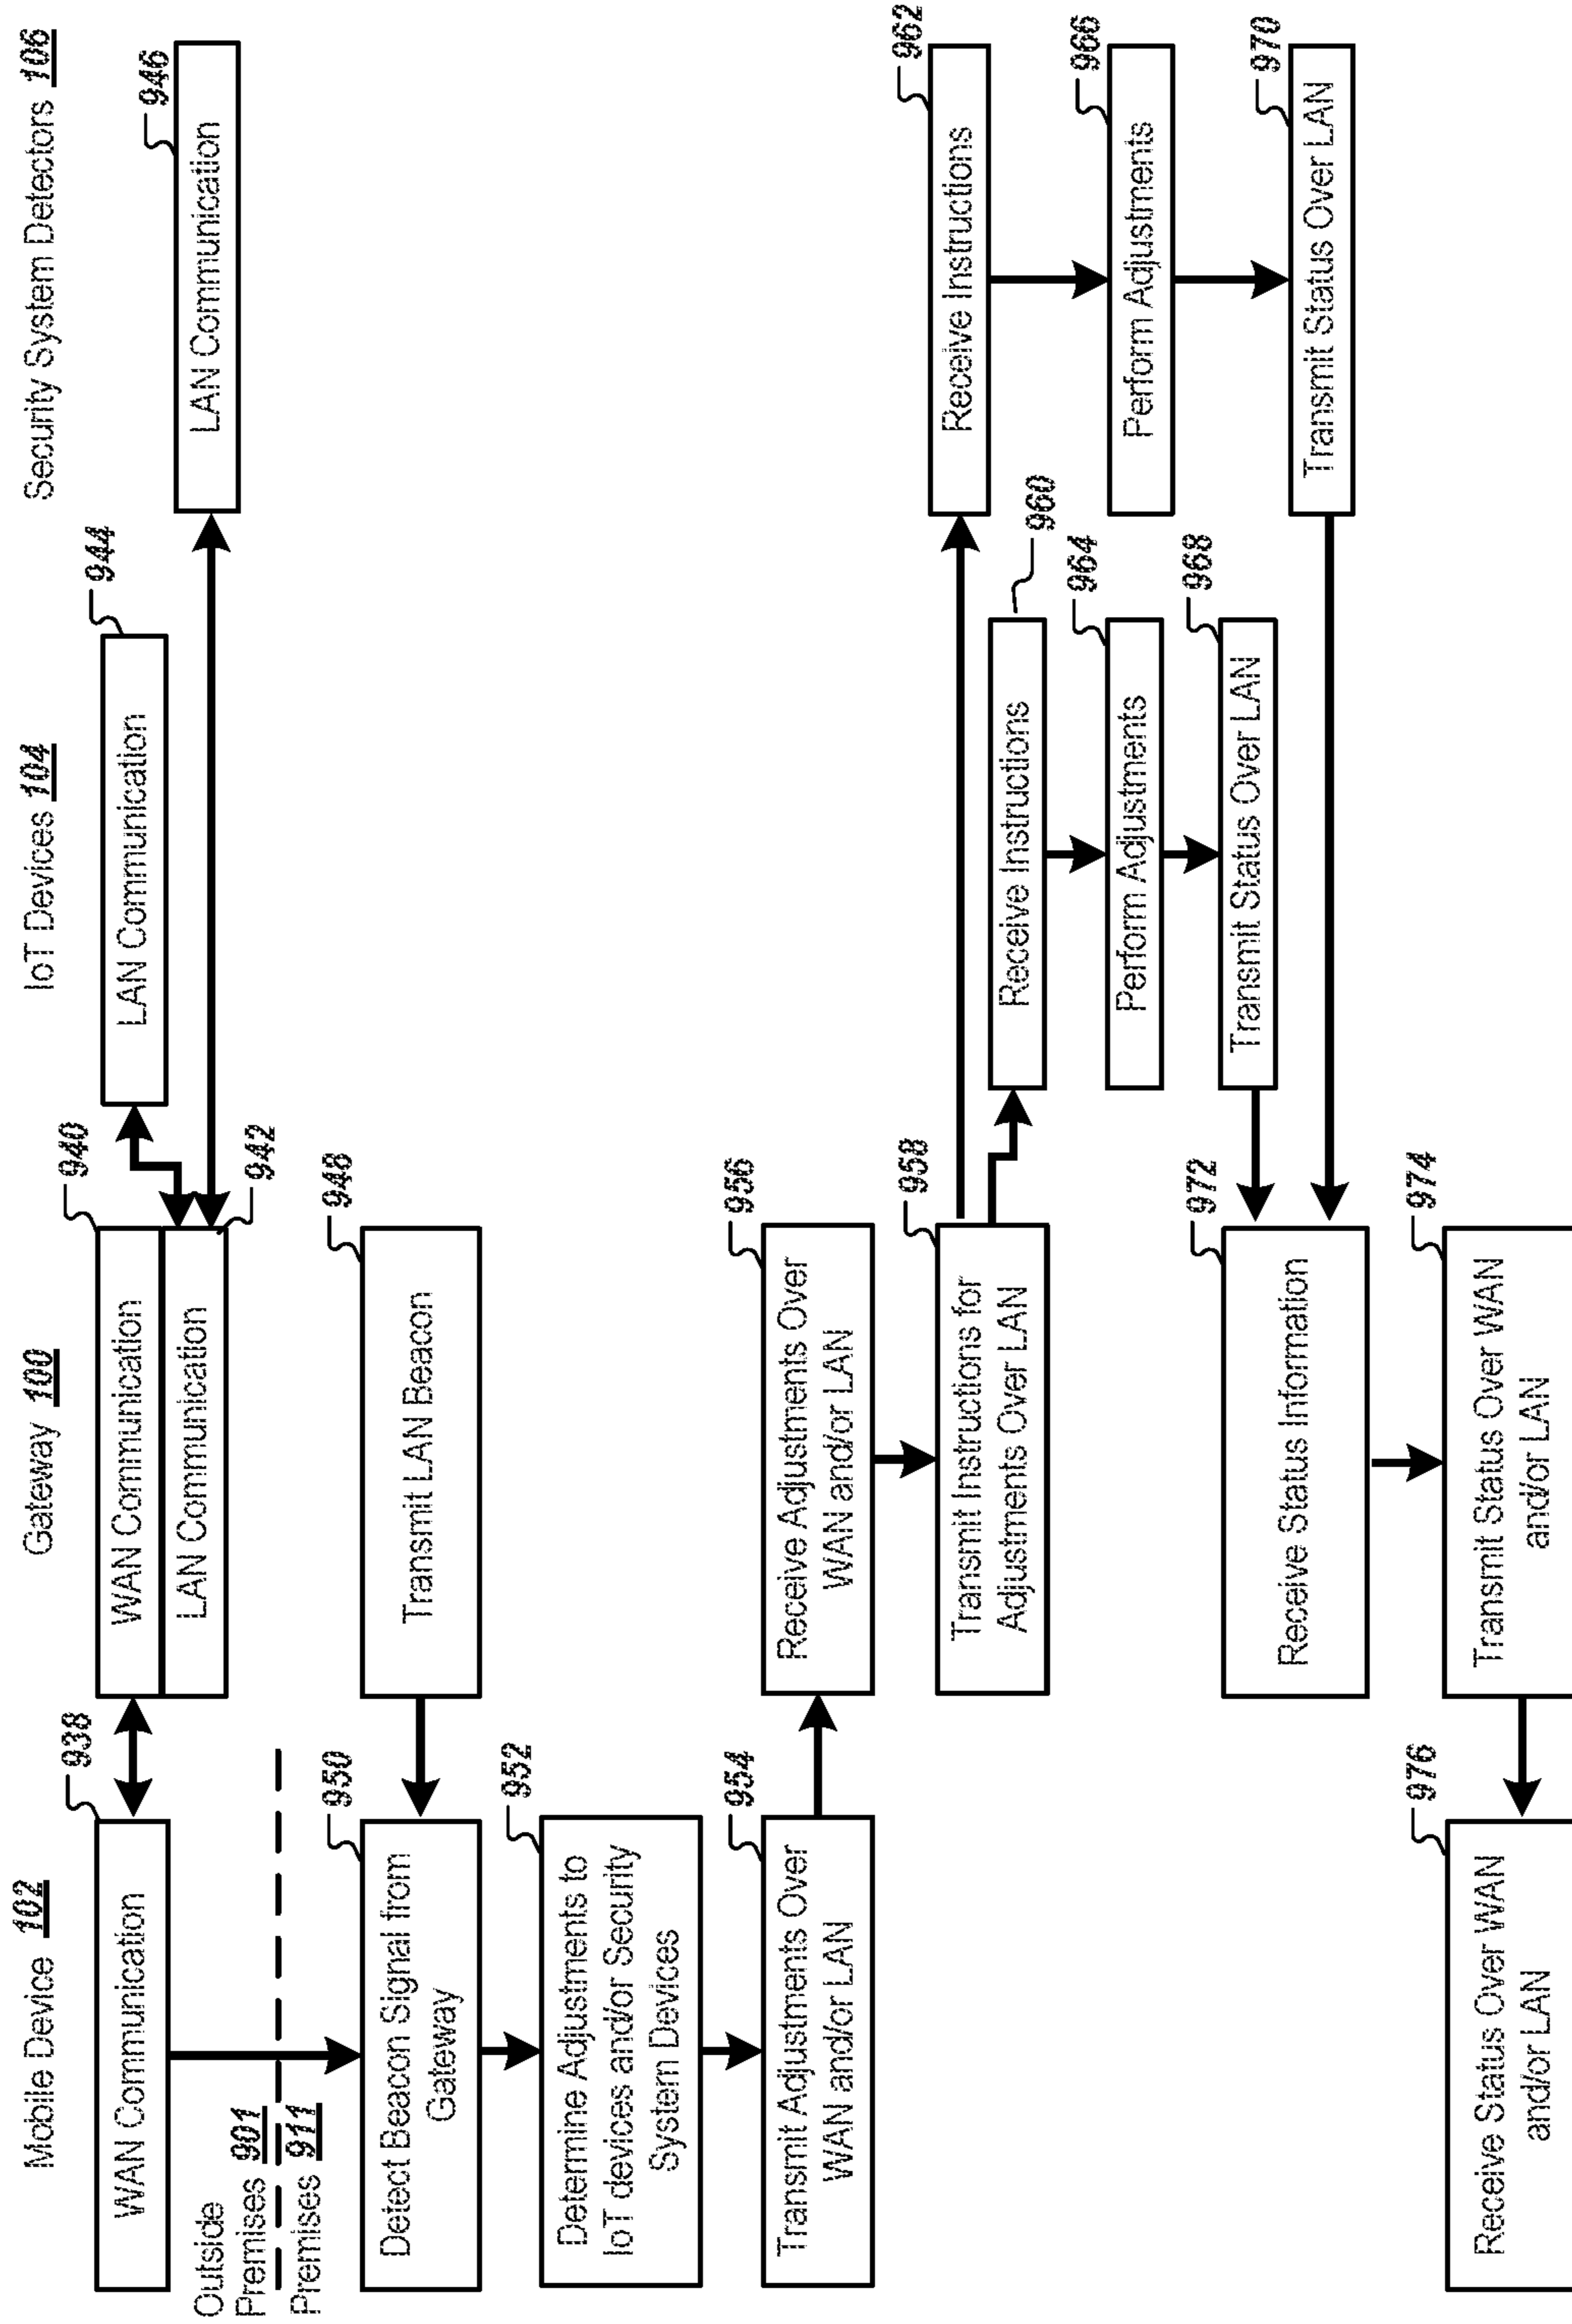 Mobile Device 102
Gateway 100
IoT Devices 104
Security System Detectors 106
938
WAN Communication
940
WAN Communication
LAN Communication
942
944
LAN Communication
946
LAN Communication
Outside
Premises 901
Premises 911
950
Detect Beacon Signal from
Gateway
948
Transmit LAN Beacon
952
Determine Adjustments to
IoT devices and/or Security
System Devices
954
Transmit Adjustments Over
WAN and/or LAN
956
Receive Adjustments Over
WAN and/or LAN
958
Transmit Instructions for
Adjustments Over LAN
960
Receive Instructions
962
Receive Instructions
964
Perform Adjustments
966
Perform Adjustments
968
Transmit Status Over LAN
970
Transmit Status Over LAN
972
Receive Status Information
974
Transmit Status Over WAN
and/or LAN
976
Receive Status Over WAN
and/or LAN